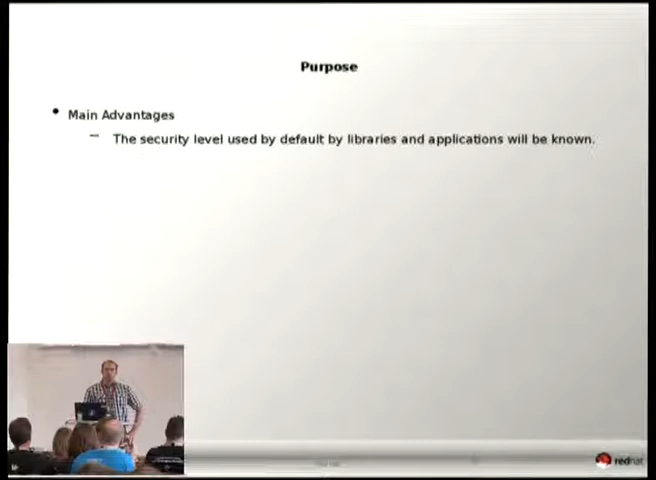 Purpose
• Main Advantages
– The security level used by default by libraries and applications will be known.
redhat